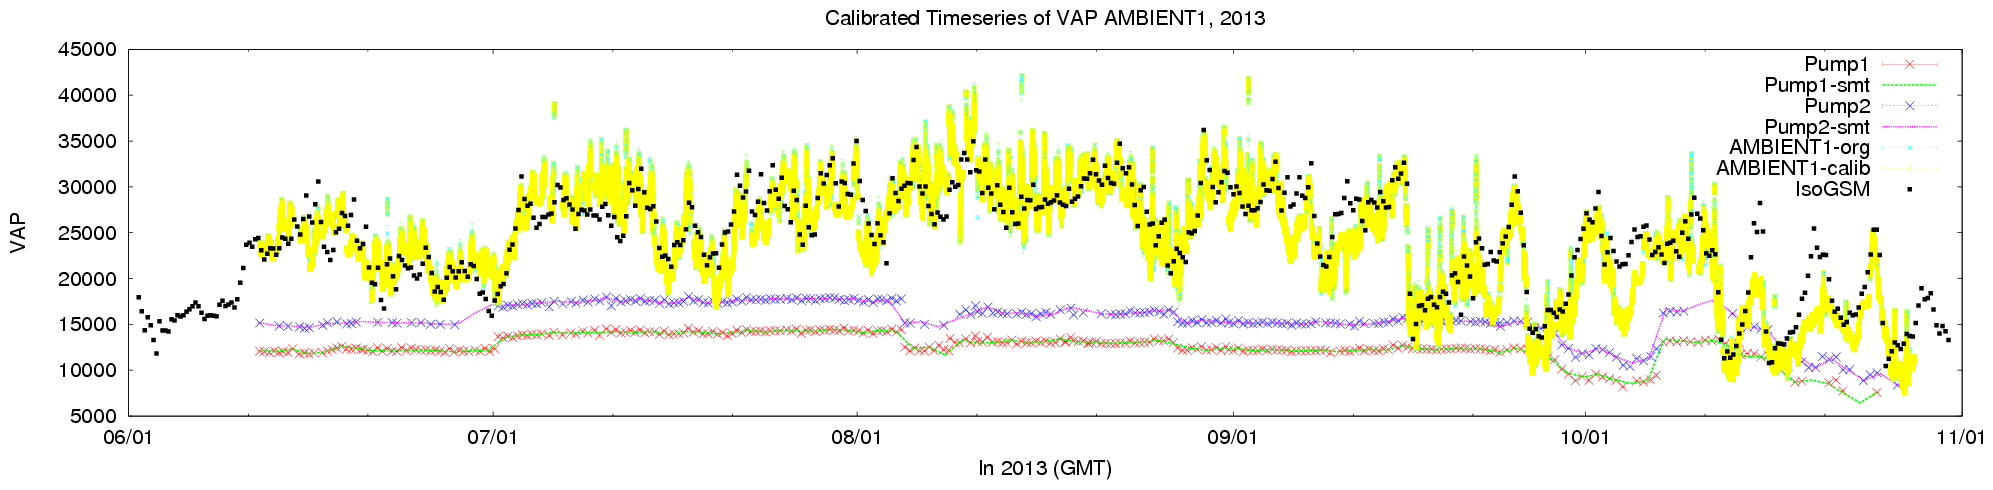 Calibrated Timeseries of VAP AMBIENT1, 2013
45000
40000
35000
30000
25000
20000
15000
10000
5000
VAP
Pump1
Pump1-smt
Pump2
Pump2-smt
AMBIENT1-org
AMBIENT1-calib
IsoGSM
06/01
07/01
08/01
09/01
10/01
11/01
In 2013 (GMT)